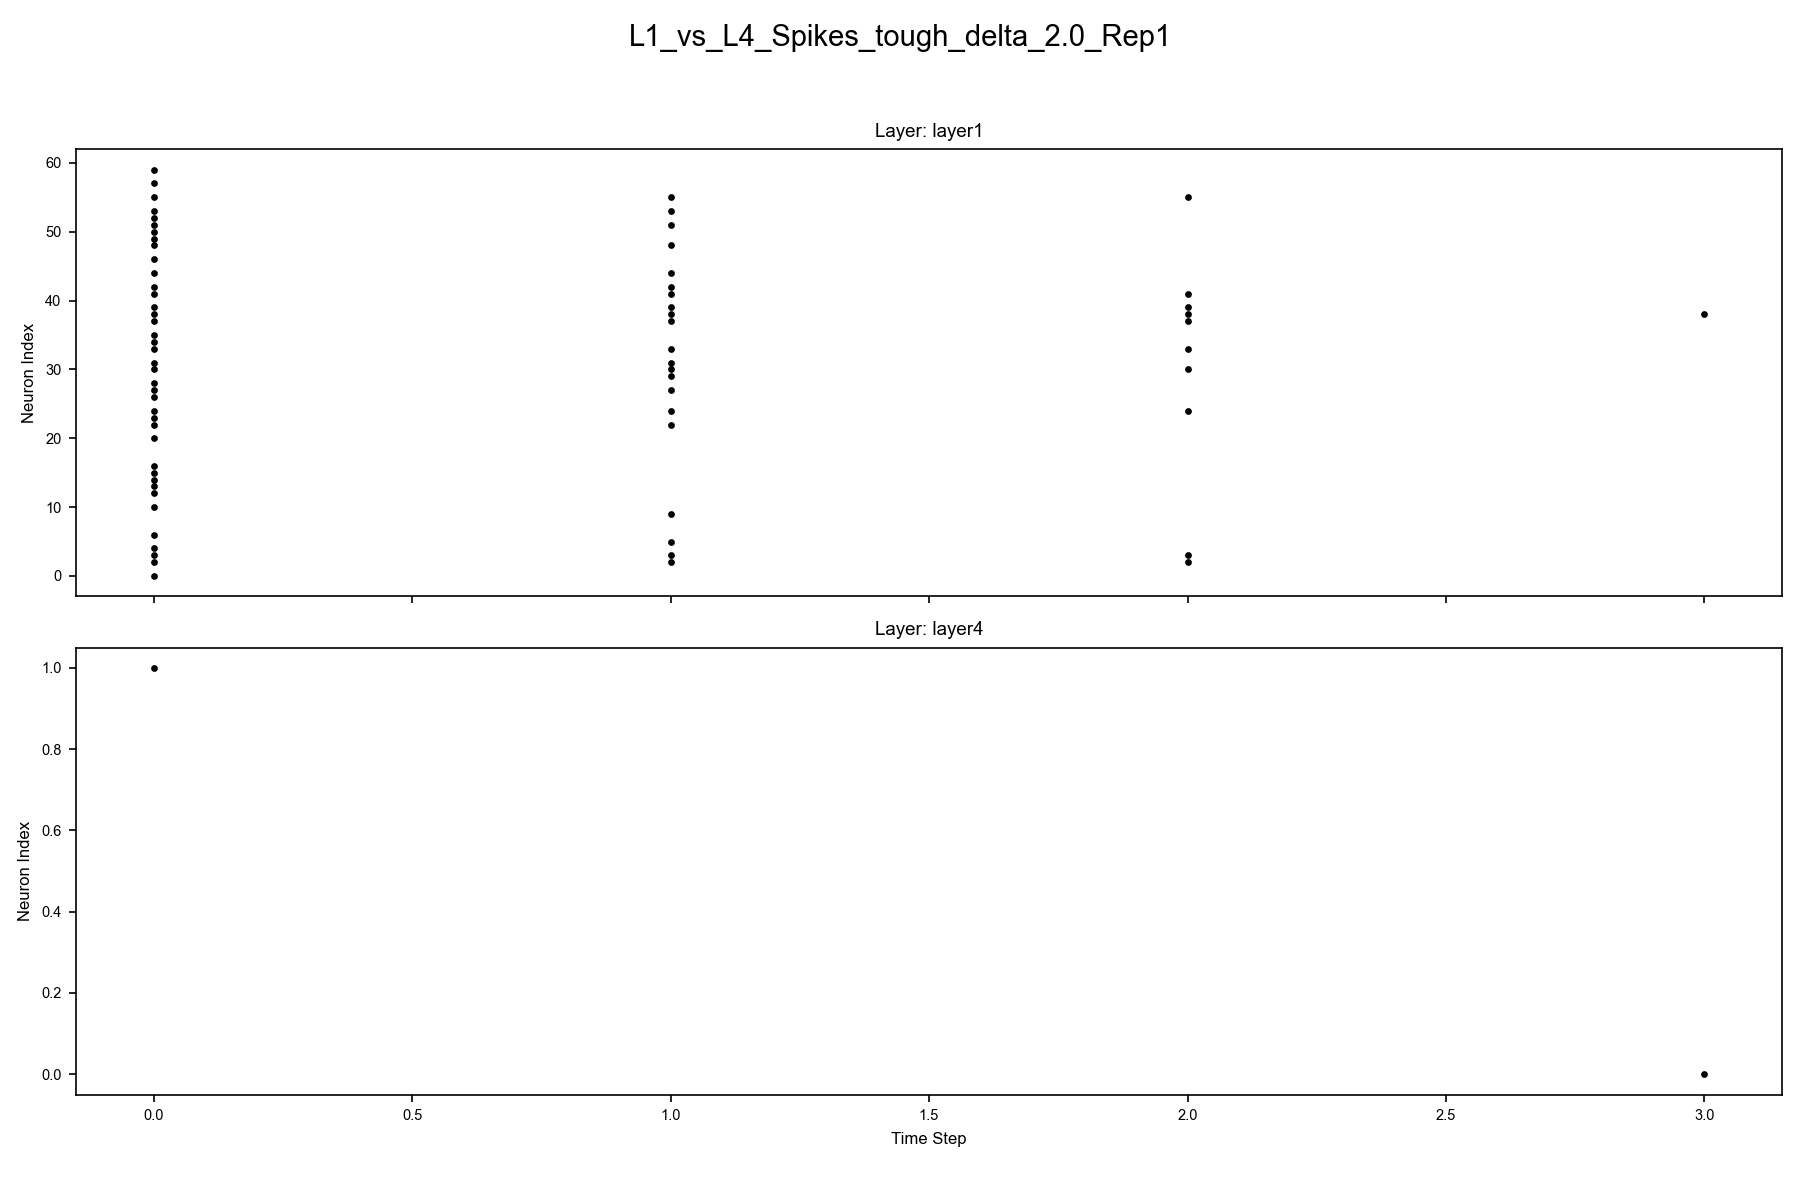 L1_vs_L4_Spikes_tough_delta_2.0_Rep1
Layer: layer1
Neuron Index
60
50
40
30
20
10
0
Layer: layer4
Neuron Index
1.0
0.8
0.6
0.4
0.2
0.0
0.0 0.5 1.0 1.5 2.0 2.5 3.0
Time Step